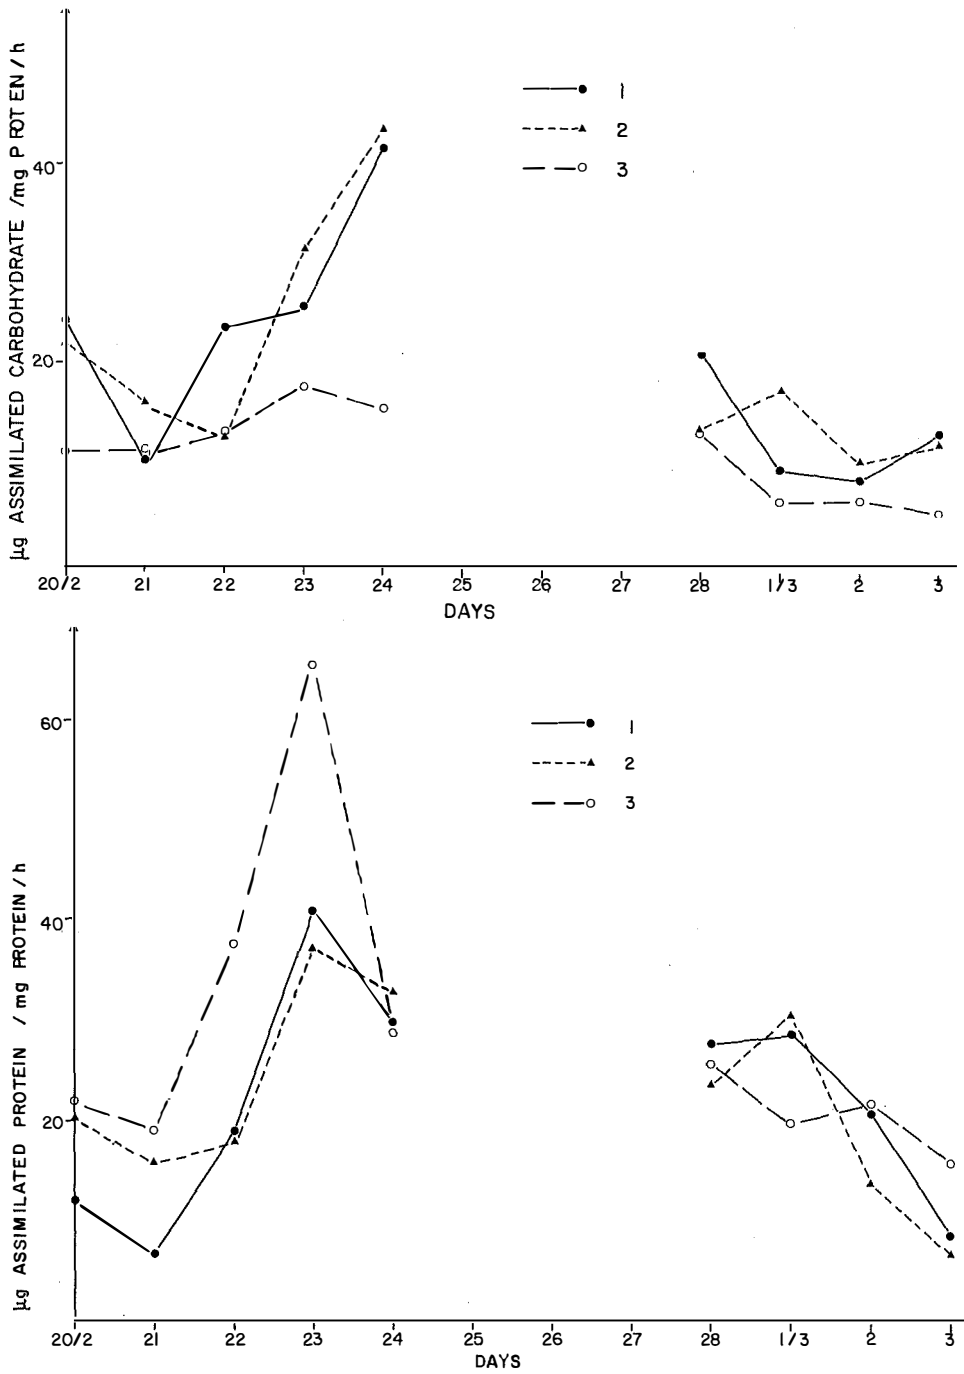 µg ASSIMILATED CARBOHYDRATE /mg PROTEN/h
1
2
3
40
20
20/2 21 22 23 24 25 26 27 28 1/3 2 3
DAYS
µg ASSIMILATED PROTEIN / mg PROTEIN/h
60
1
2
3
40
20
20/2 21 22 23 24 25 26 27 28 1/3 2 3
DAYS